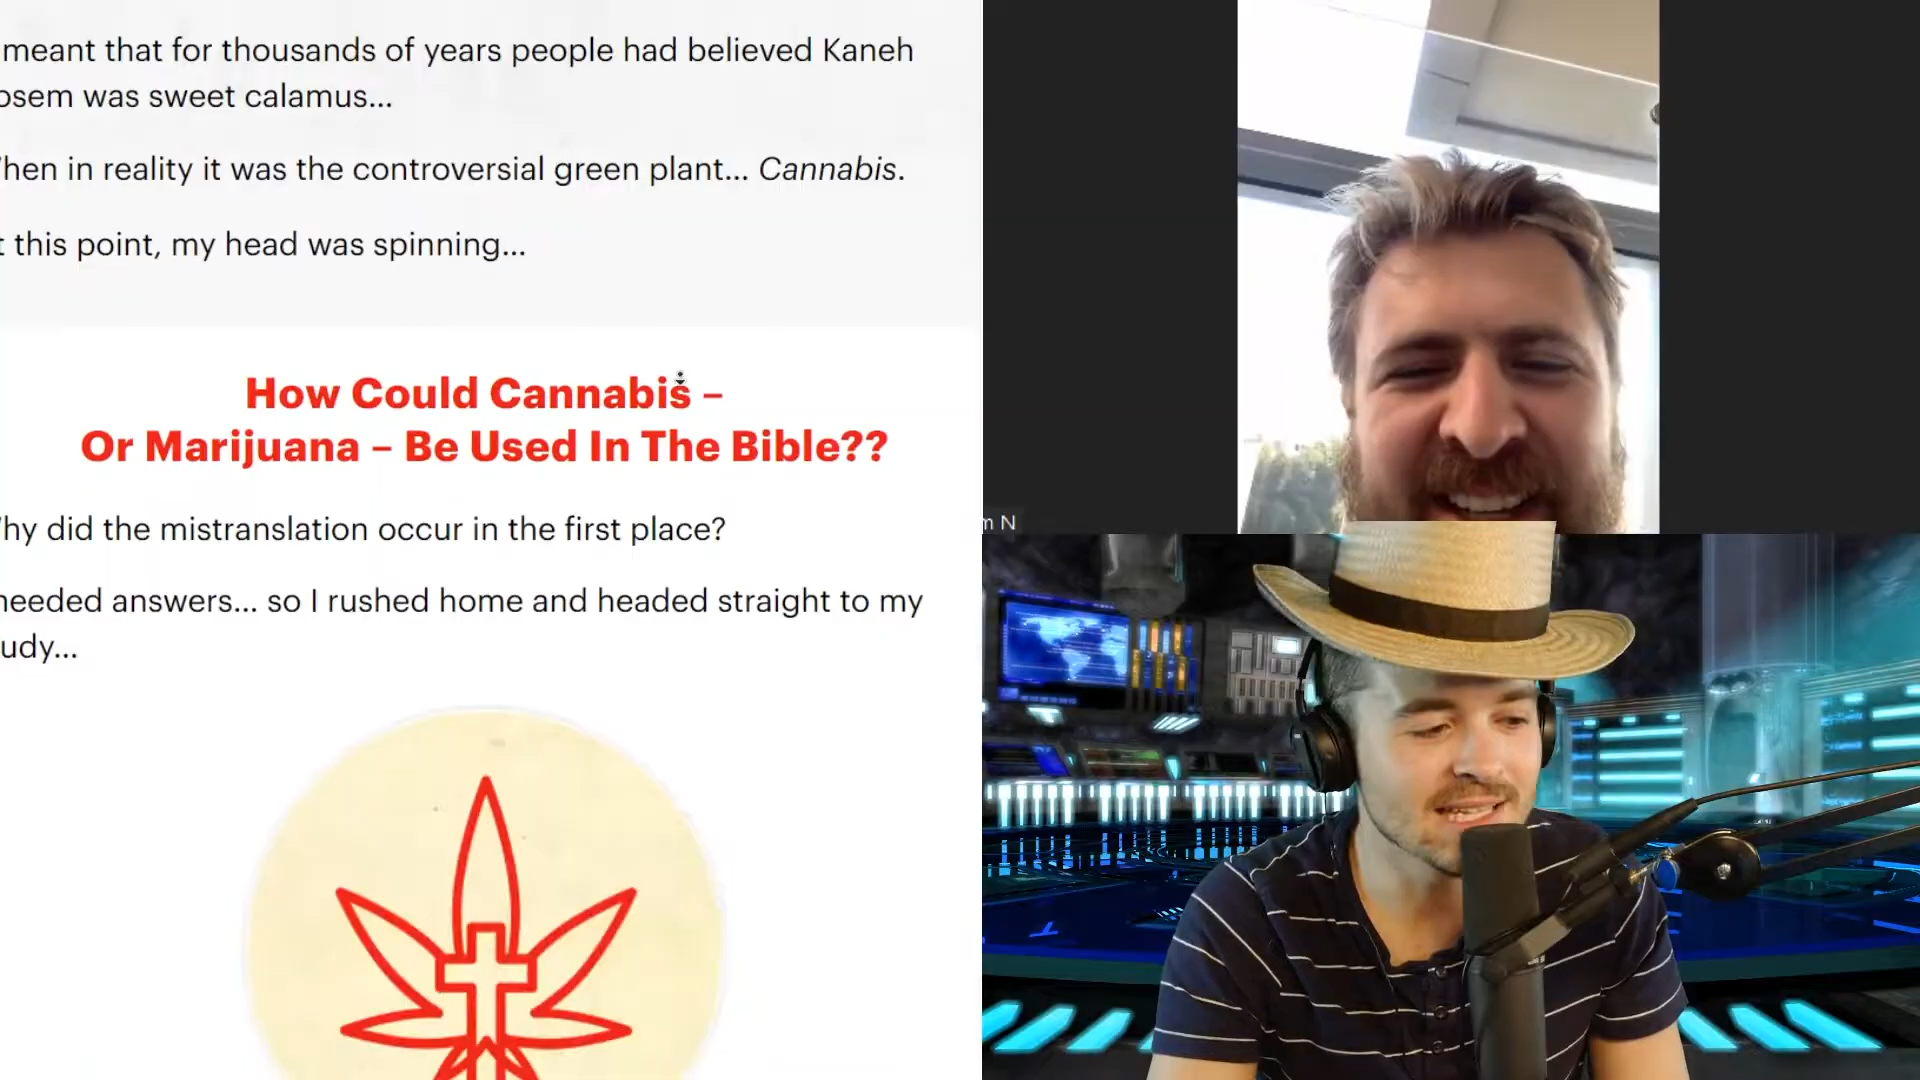 meant that for thousands of years people had believed Kaneh
osem was sweet calamus...
hen in reality it was the controversial green plant... Cannabis.
t this point, my head was spinning...
How Could Cannabis –
Or Marijuana – Be Used In The Bible??
hy did the mistranslation occur in the first place?
needed answers... so I rushed home and headed straight to my
udy...
m N